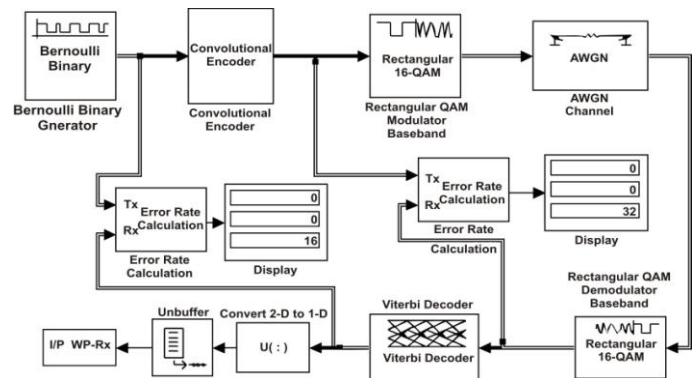 Bernoulli
Binary
Bernoulli Binary
Gnerator
Convolutional
Encoder
Convolutional
Encoder
Rectangular
16-QAM
Rectangular QAM
Modulator
Baseband
AWGN
AWGN
Channel
Tx
Rx
Error Rate
Calculation
Error Rate
Calculation
0
0
16
Display
Tx
Rx
Error Rate
Calculation
Error Rate
Calculation
0
0
32
Display
Rectangular QAM
Demodulator
Baseband
Rectangular
16-QAM
Viterbi Decoder
Viterbi Decoder
Convert 2-D to 1-D
U( : )
Unbuffer
I/P WP-Rx